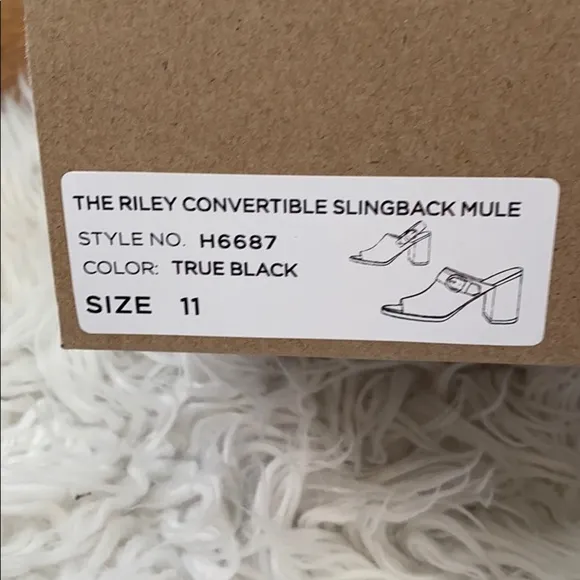 THE RILEY CONVERTIBLE SLINGBACK MULE
STYLE NO. H6687
COLOR: TRUE BLACK
SIZE 11